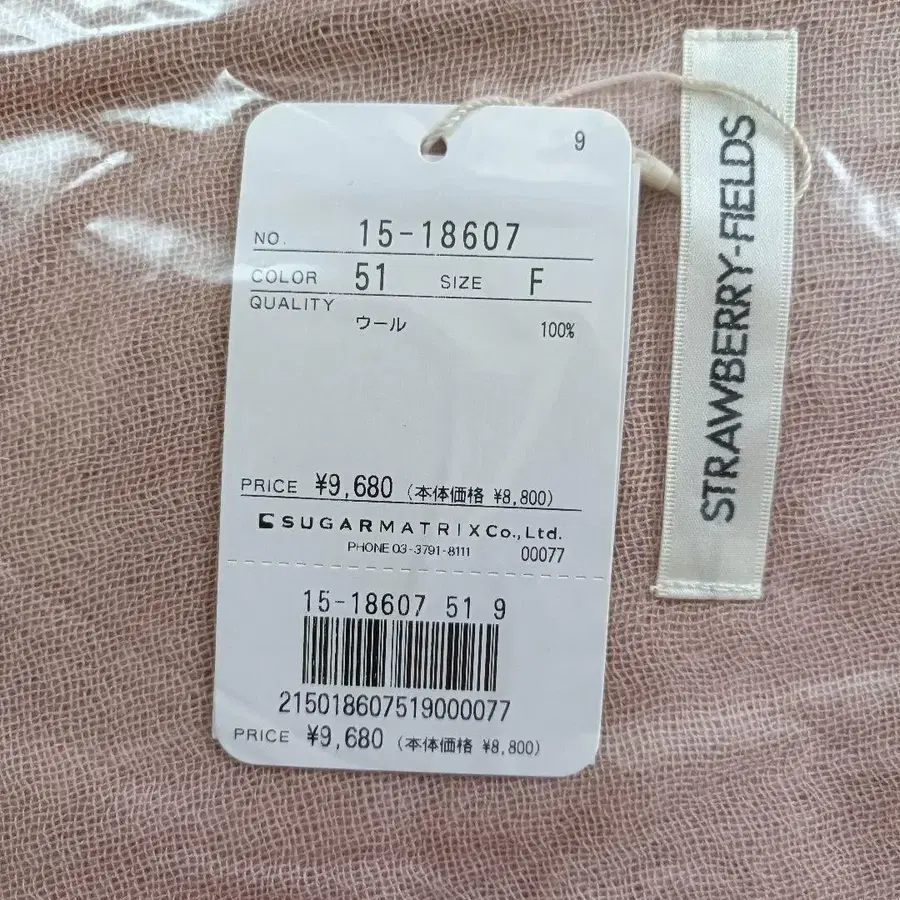 9
NO. 15-18607
COLOR 51 SIZE F
QUALITY
ウール 100%
PRICE ¥9,680 (本体価格 ¥8,800)
SUGARMATRIX Co., Ltd.
PHONE 03-3791-8111 00077
15-18607 51 9
215018607519000077
PRICE ¥9,680 (本体価格 ¥8,800)
STRAWBERRY-FIELDS